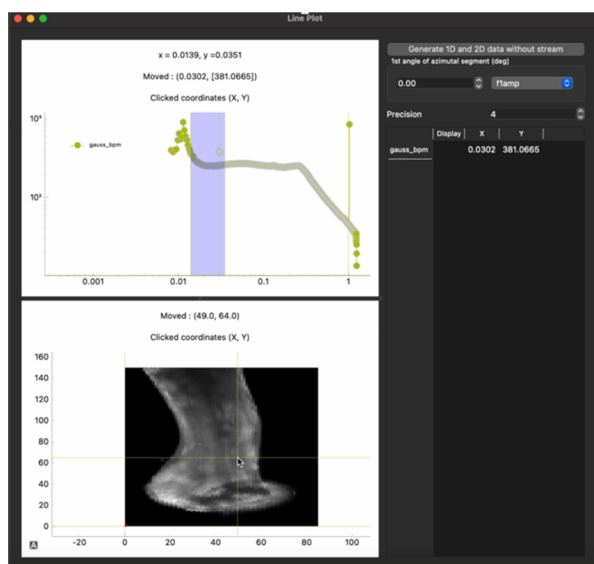 Line Plot
x = 0.0139, y =0.0351
Moved : (0.0302, [381.0665])
Clicked coordinates (X, Y)
10³
gauss_bpm
10²
0.001 0.01 0.1 1
Moved : (49.0, 64.0)
Clicked coordinates (X, Y)
160
140
120
100
80
60
40
20
0
A
-20 0 20 40 60 80 100
Generate 1D and 2D data without stream
1st angle of azimutal segment (deg)
0.00 f1amp
Precision 4
Display X Y
gauss_bpm 0.0302 381.0665